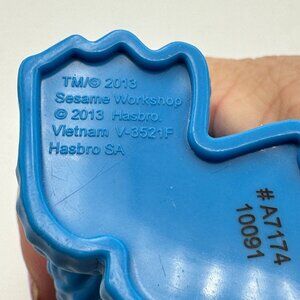 TM/® 2013
Sesame Workshop
© 2013 Hasbro.
Vietnam V-3521F
Hasbro SA
# A7174
10091